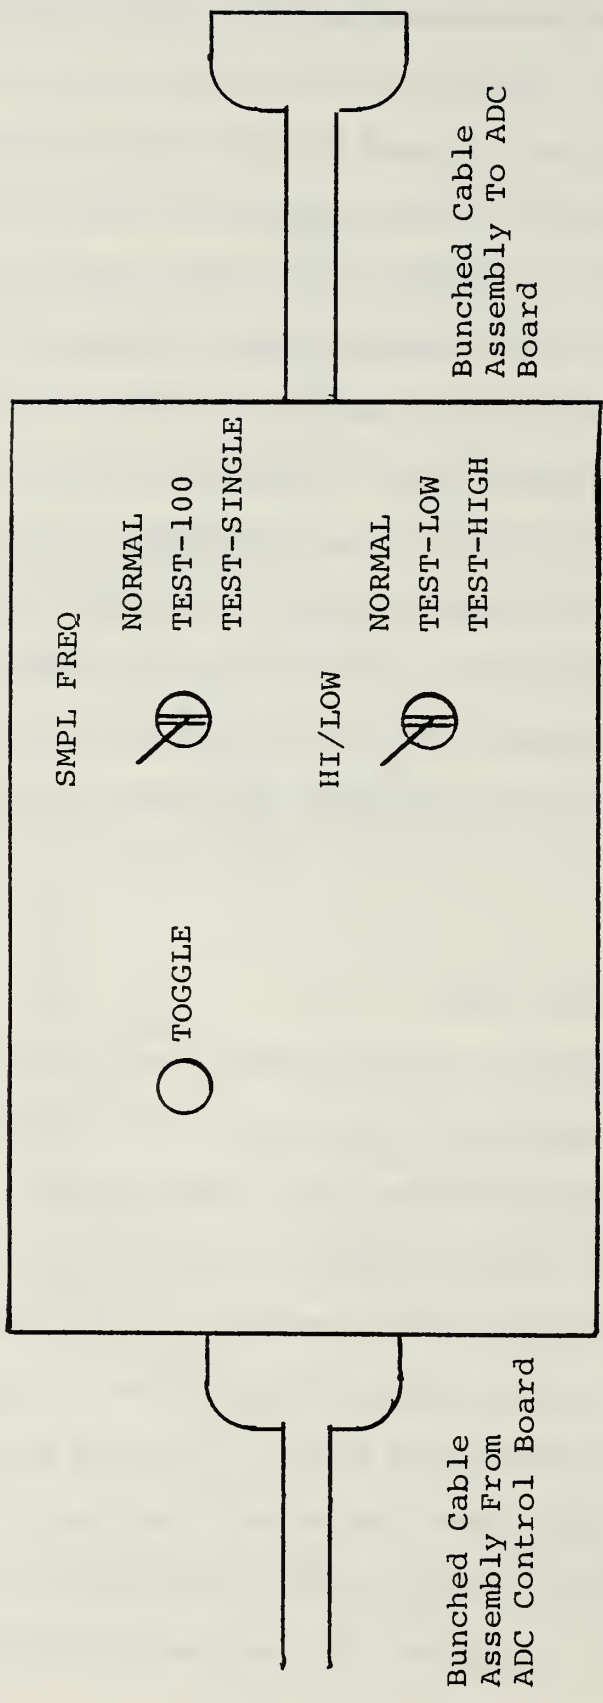 SMPL FREQ
NORMAL
TEST-100
TEST-SINGLE
TOGGLE
HI/LOW
NORMAL
TEST-LOW
TEST-HIGH
Bunched Cable
Assembly From
ADC Control Board
Bunched Cable
Assembly To ADC
Board